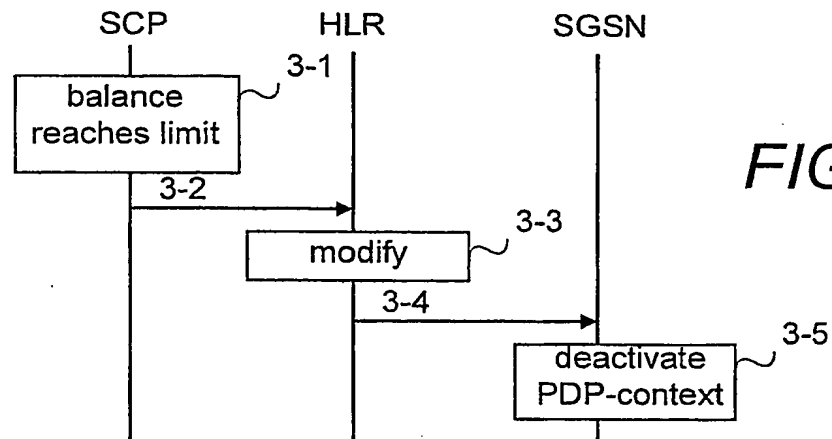 SCP HLR SGSN
3-1
balance
reaches limit
3-2
3-3
modify
3-4
3-5
deactivate
PDP-context
FIG